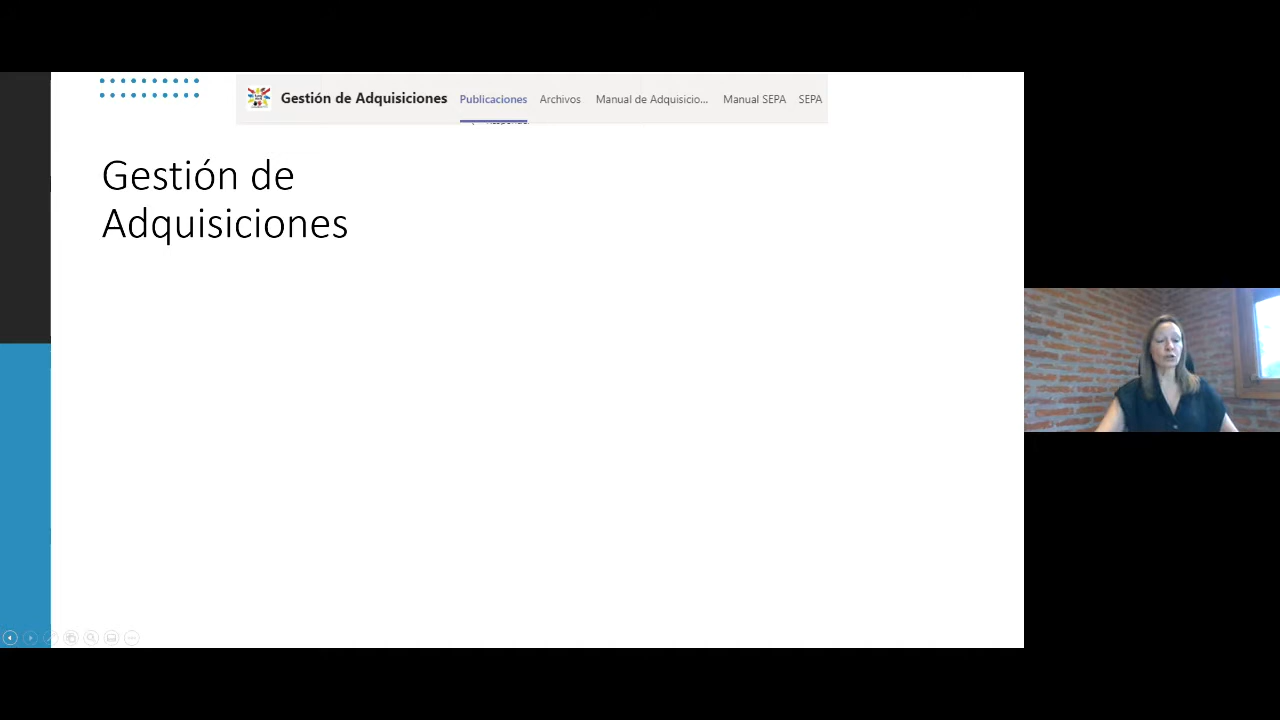 Gestión de Adquisiciones Publicaciones Archivos Manual de Adquisicio... Manual SEPA SEPA
Gestión de
Adquisiciones